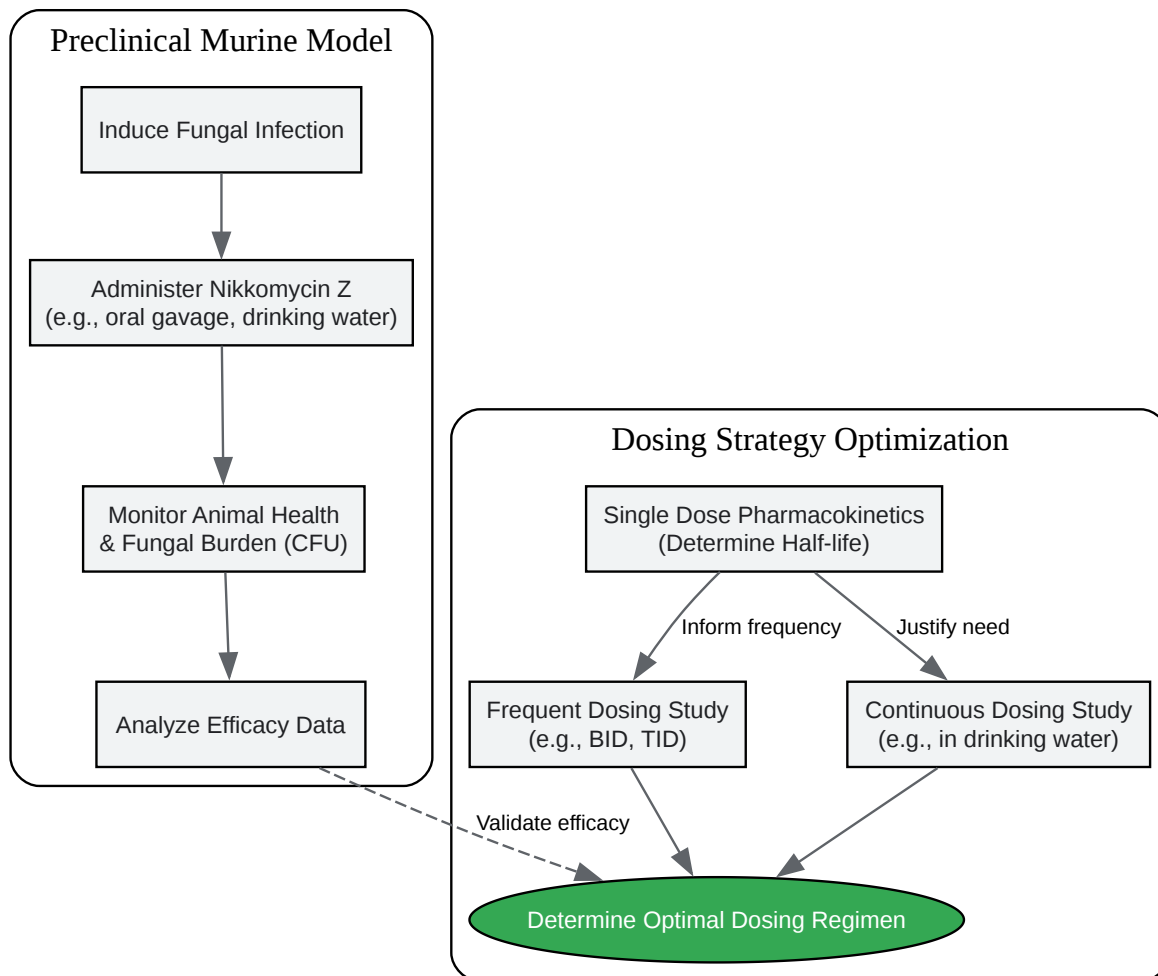 Preclinical Murine Model
Induce Fungal Infection
Administer Nikkomycin Z
(e.g., oral gavage, drinking water)
Monitor Animal Health
& Fungal Burden (CFU)
Analyze Efficacy Data
Dosing Strategy Optimization
Single Dose Pharmacokinetics
(Determine Half-life)
Inform frequency
Justify need
Frequent Dosing Study
(e.g., BID, TID)
Continuous Dosing Study
(e.g., in drinking water)
Validate efficacy
Determine Optimal Dosing Regimen